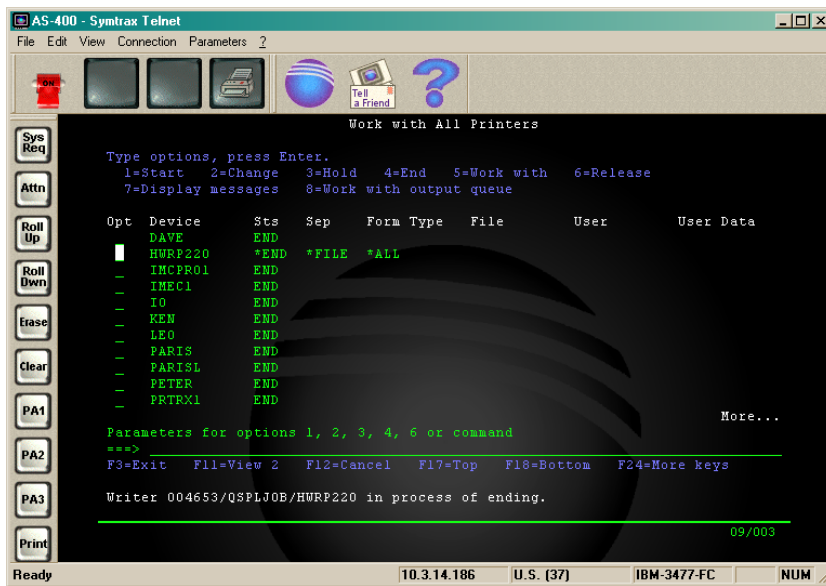 AS-400 - Symtrax Telnet
File Edit View Connection Parameters ?
ON
Tell
a Friend
Sys
Req
Attn
Roll
Up
Roll
Dwn
Erase
Clear
PA1
PA2
PA3
Print
Work with All Printers
Type options, press Enter.
1=Start 2=Change 3=Hold 4=End 5=Work with 6=Release
7=Display messages 8=Work with output queue
Opt Device Sts Sep Form Type File User User Data
DAVE END
HWRP220 *END *FILE *ALL
_ IMCPRO1 END
_ IMEC1 END
_ IO END
_ KEN END
_ LEO END
_ PARIS END
_ PARISL END
_ PETER END
_ PRTRX1 END
More...
Parameters for options 1, 2, 3, 4, 6 or command
===>
F3=Exit F11=View 2 F12=Cancel F17=Top F18=Bottom F24=More keys
Writer 004653/QSPLJOB/HWRP220 in process of ending.
09/003
Ready 10.3.14.186 U.S. (37) IBM-3477-FC NUM